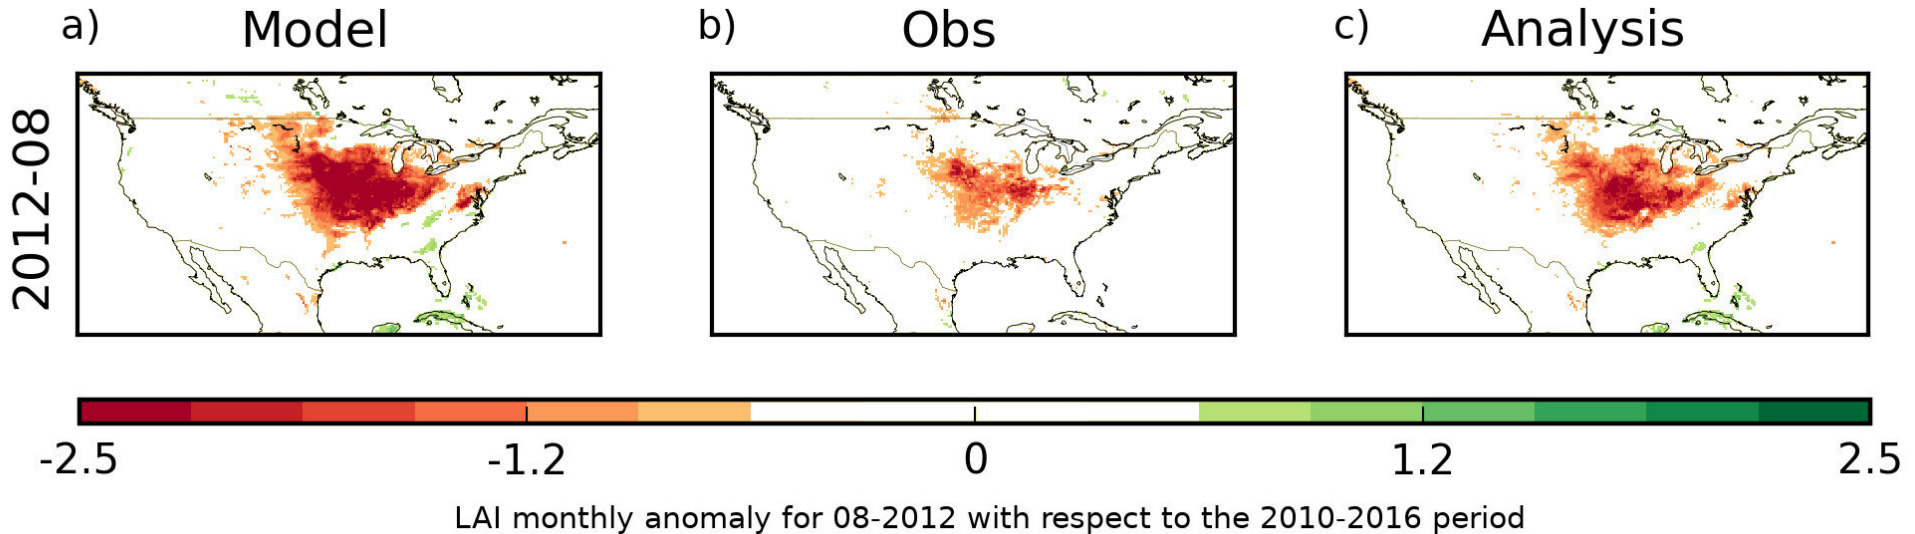 a) Model b) Obs c) Analysis
2012-08
-2.5 -1.2 0 1.2 2.5
LAI monthly anomaly for 08-2012 with respect to the 2010-2016 period